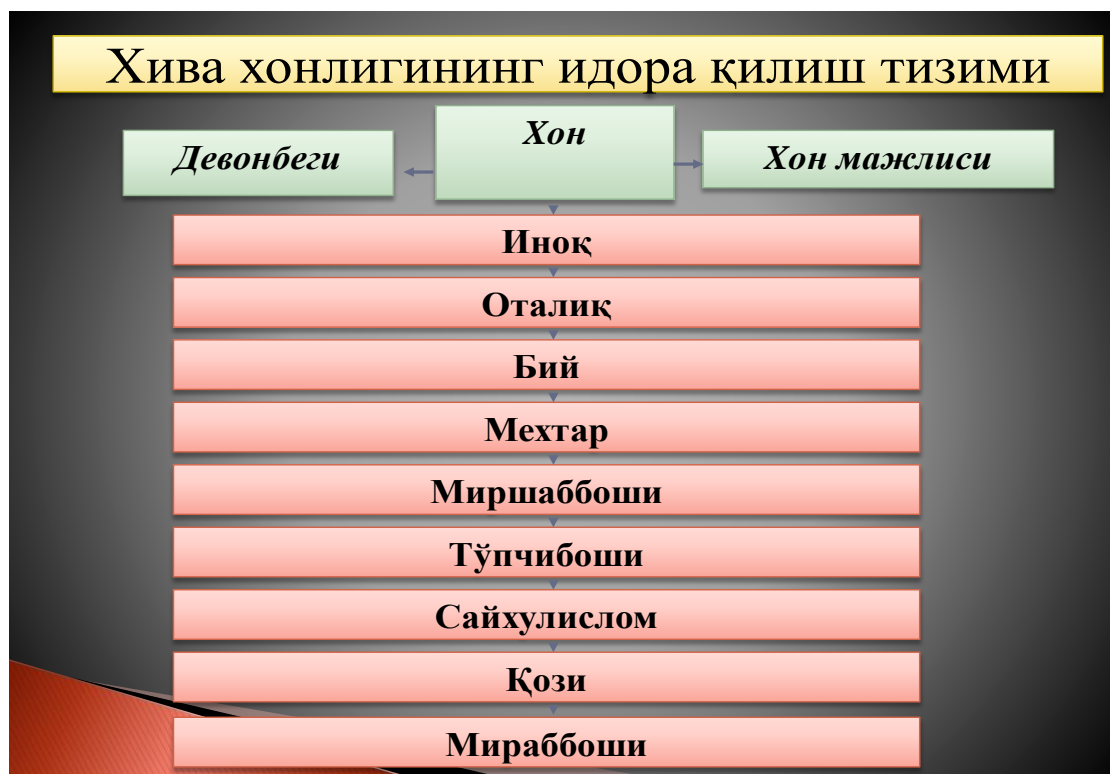 Хива хонлигининг идора қилиш тизими
Девонбеги
Хон
Хон мажлиси
Иноқ
Оталиқ
Бий
Мехтар
Миршаббоши
Тўпчибоши
Сайхулислом
Қози
Мираббоши